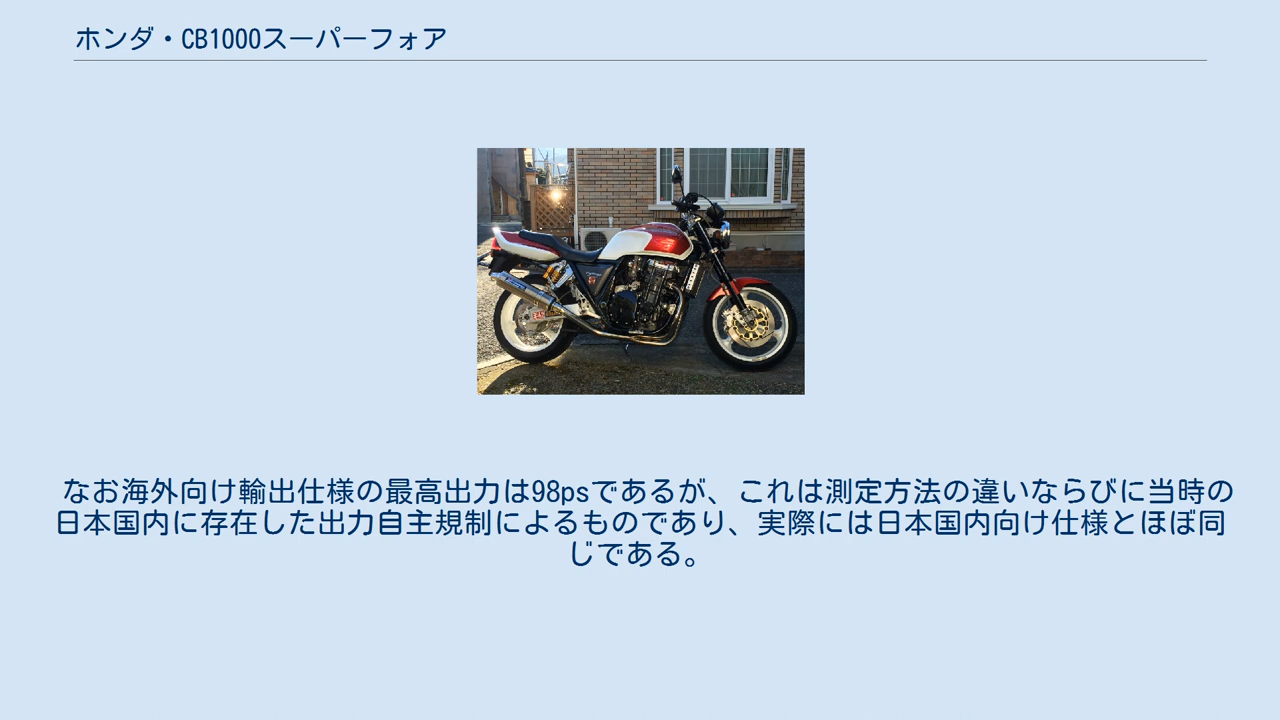 ホンダ・CB1000スーパーフォア
なお海外向け輸出仕様の最高出力は98psであるが、これは測定方法の違いならびに当時の
日本国内に存在した出力自主規制によるものであり、実際には日本国内向け仕様とほぼ同
じである。